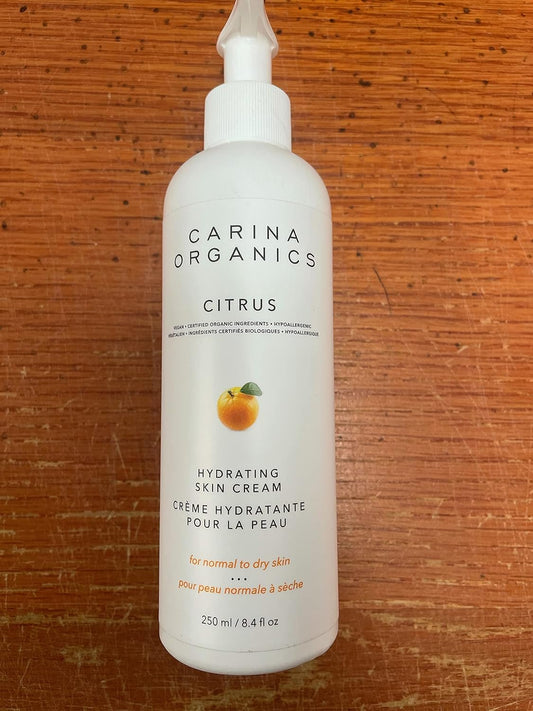 CARINA
ORGANICS
CITRUS
VEGAN • CERTIFIED ORGANIC INGREDIENTS • HYPOALLERGENIC
VÉGÉTALIEN • INGRÉDIENTS CERTIFIÉS BIOLOGIQUES • HYPOALLERGIQUE
HYDRATING
SKIN CREAM
CRÈME HYDRATANTE
POUR LA PEAU
for normal to dry skin
•••
pour peau normale à sèche
250 ml / 8.4 fl oz